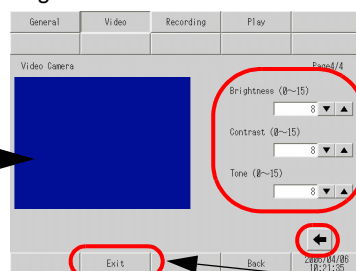 General Video Recording Play
Video Camera Page4/4
Brightness (0～15)
8
Contrast (0～15)
8
Tone (0～15)
8
Exit Back 2006/04/06
10:21:35